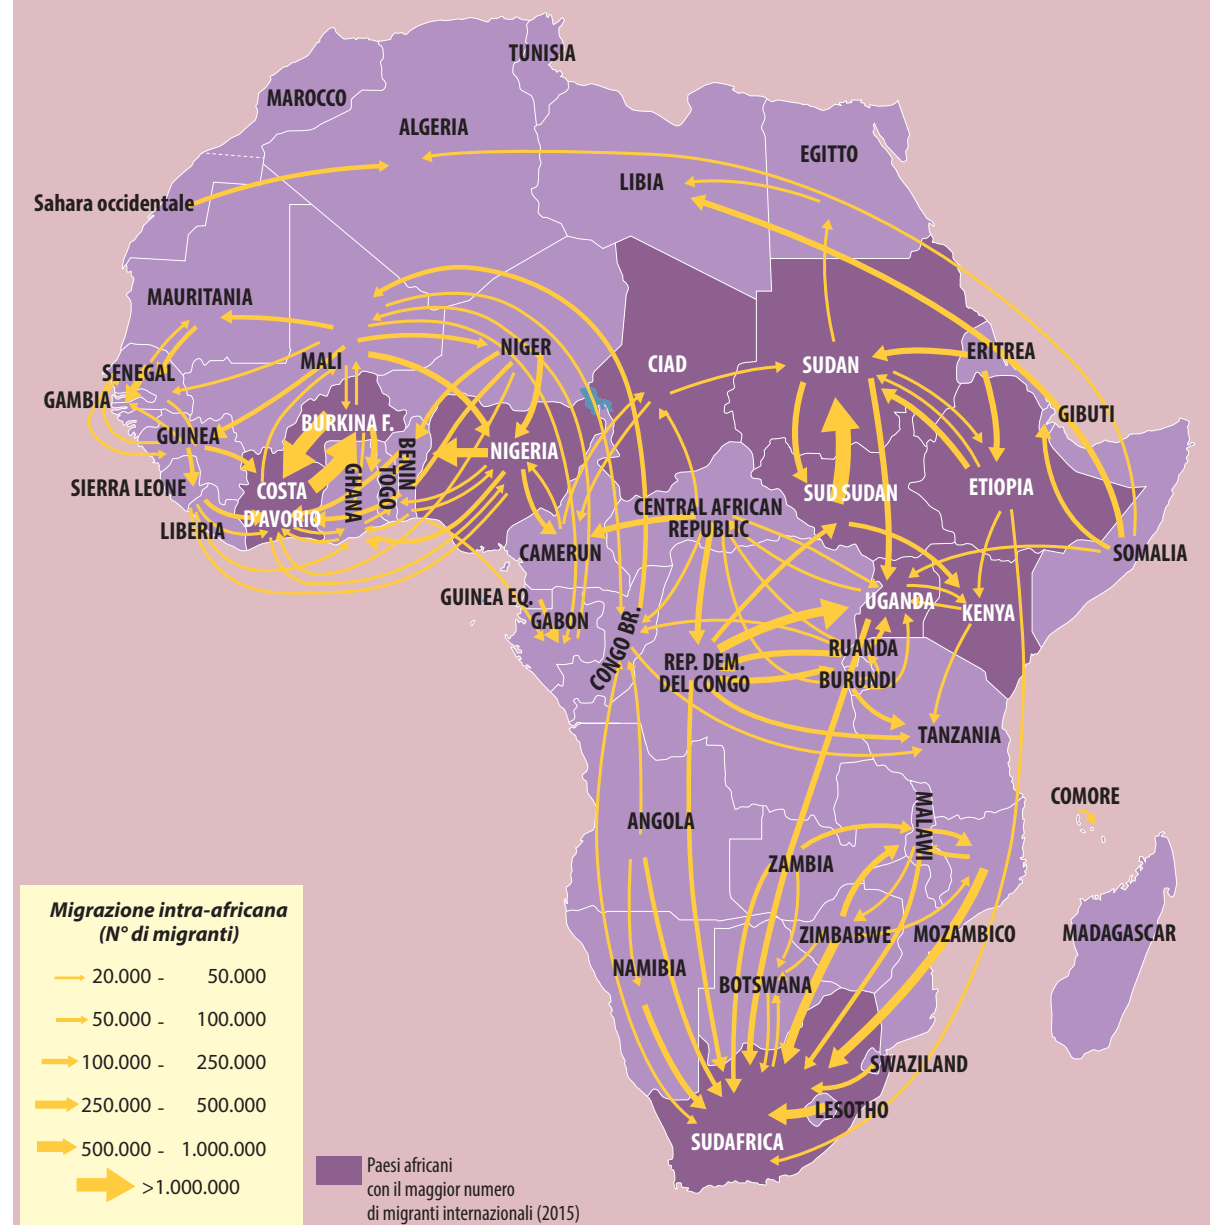 TUNISIA
MAROCCO
ALGERIA
EGITTO
LIBIA
Sahara occidentale
MAURITANIA
NIGER
ERITREA
MALI
CIAD
SUDAN
SENEGAL
GAMBIA
GIBUTI
BURKINA F.
GUINEA
NIGERIA
BENIN
TOGO
GHANA
SIERRA LEONE
COSTA
D'AVORIO
ETIOPIA
SUD SUDAN
CENTRAL AFRICAN
REPUBLIC
LIBERIA
CAMERUN
SOMALIA
GUINEA EQ.
GABON
UGANDA
KENYA
CONGO BR.
RUANDA
REP. DEM.
DEL CONGO
BURUNDI
TANZANIA
COMORE
MALAWI
ANGOLA
ZAMBIA
ZIMBABWE
MOZAMBICO
MADAGASCAR
NAMIBIA
BOTSWANA
SWAZILAND
LESOTHO
SUDAFRICA
Migrazione intra-africana
(N° di migranti)
20.000 - 50.000
50.000 - 100.000
100.000 - 250.000
250.000 - 500.000
500.000 - 1.000.000
>1.000.000
Paesi africani
con il maggior numero
di migranti internazionali (2015)